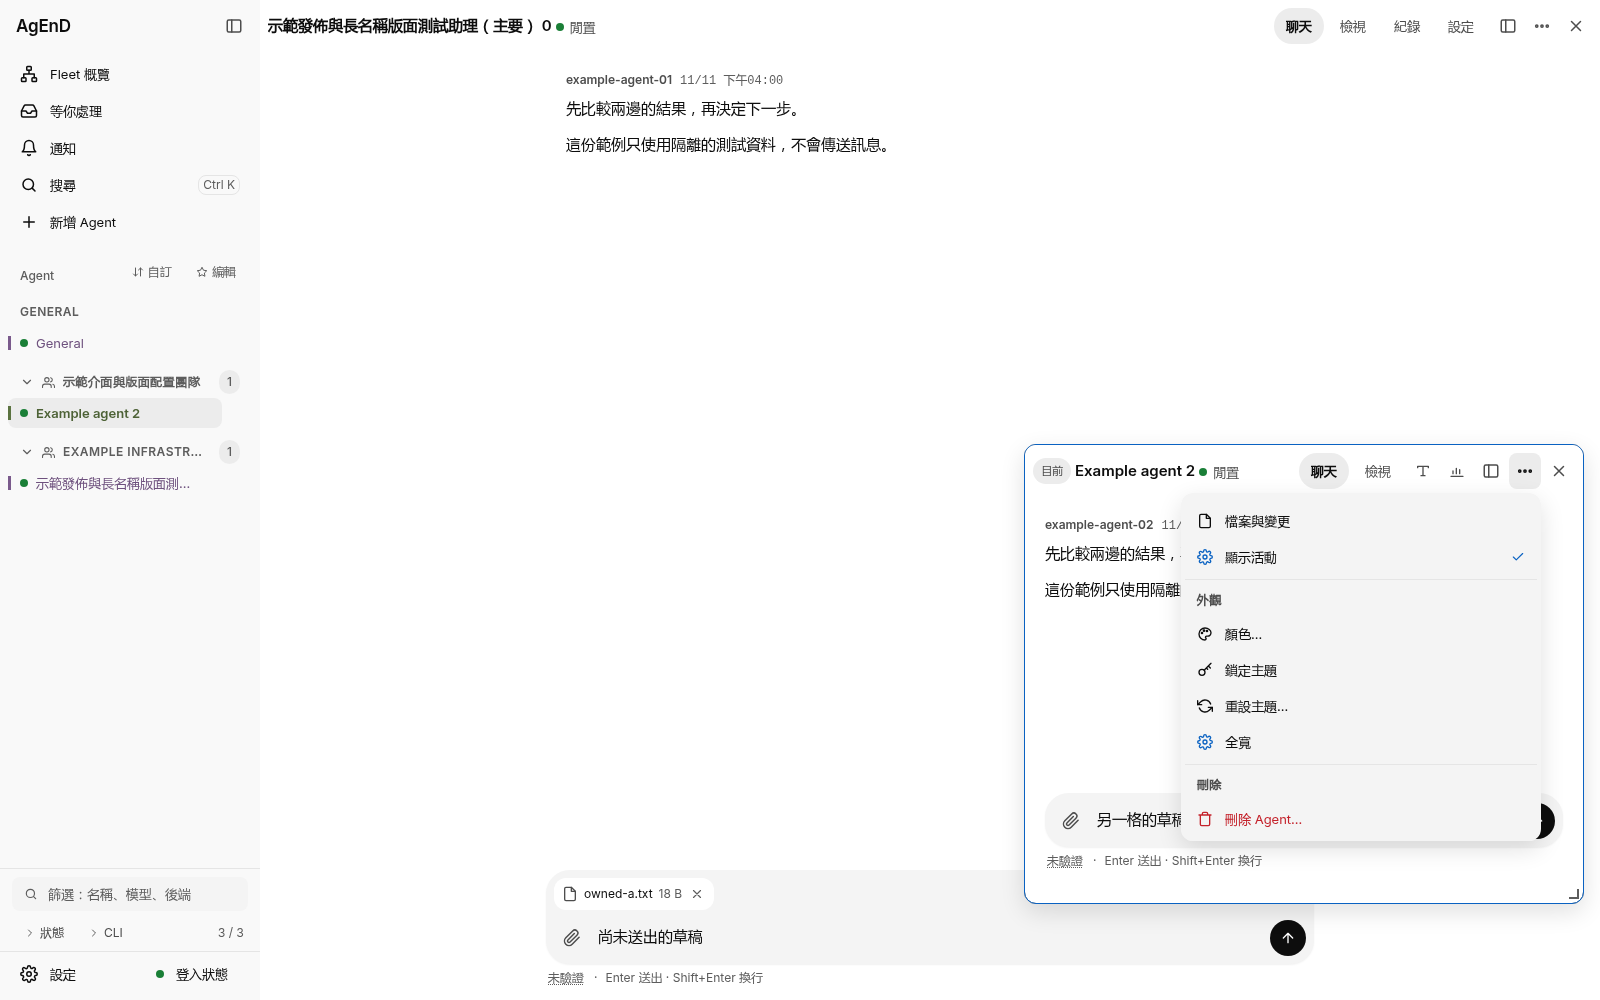 AgEnD
Fleet 概覽
等你處理
通知
搜尋 Ctrl K
新增 Agent
Agent 自訂 編輯
GENERAL
General
示範介面與版面配置團隊 1
Example agent 2
EXAMPLE INFRASTR... 1
示範發佈與長名稱版面測...
篩選：名稱、模型、後端
狀態 CLI 3 / 3
設定 登入狀態
示範發佈與長名稱版面測試助理（主要） 0 閒置 聊天 檢視 紀錄 設定
example-agent-01 11/11 下午04:00
先比較兩邊的結果，再決定下一步。
這份範例只使用隔離的測試資料，不會傳送訊息。
目前 Example agent 2 閒置 聊天 檢視
example-agent-02 11/
先比較兩邊的結果，
這份範例只使用隔離
檔案與變更
顯示活動
外觀
顏色...
鎖定主題
重設主題...
全寬
刪除
刪除 Agent...
另一格的草稿
未驗證 · Enter 送出 · Shift+Enter 換行
owned-a.txt 18 B
尚未送出的草稿
未驗證 · Enter 送出 · Shift+Enter 換行